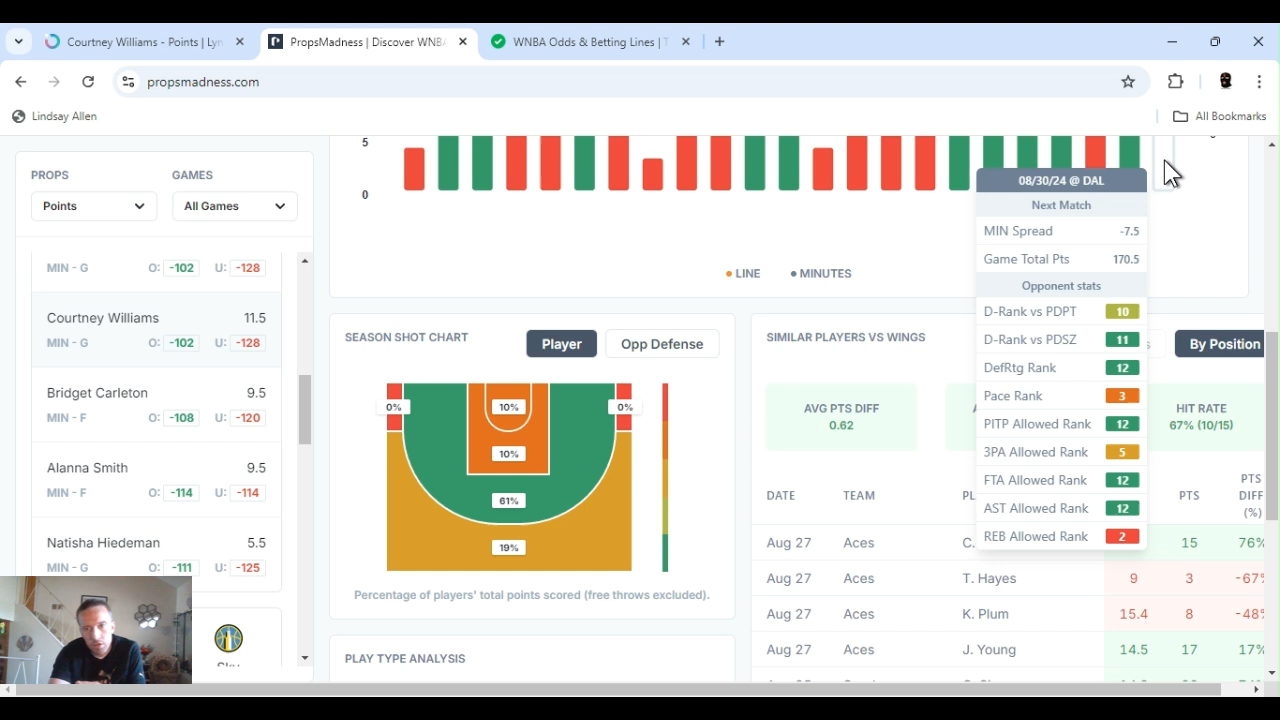 Courtney Williams - Points | Lyn
PropsMadness | Discover WNBA
WNBA Odds & Betting Lines | T
propsmadness.com
Lindsay Allen
All Bookmarks
PROPS
GAMES
Points
All Games
MIN - G O: -102 U: -128
Courtney Williams 11.5
MIN - G O: -102 U: -128
Bridget Carleton 9.5
MIN - F O: -108 U: -120
Alanna Smith 9.5
MIN - F O: -114 U: -114
Natisha Hiedeman 5.5
MIN - G O: -111 U: -125
Sky
5
0
LINE
MINUTES
08/30/24 @ DAL
Next Match
MIN Spread -7.5
Game Total Pts 170.5
Opponent stats
D-Rank vs PDPT 10
D-Rank vs PDSZ 11
DefRtg Rank 12
Pace Rank 3
PITP Allowed Rank 12
3PA Allowed Rank 5
FTA Allowed Rank 12
AST Allowed Rank 12
REB Allowed Rank 2
SEASON SHOT CHART
Player
Opp Defense
0%
10%
0%
10%
61%
19%
Percentage of players' total points scored (free throws excluded).
PLAY TYPE ANALYSIS
SIMILAR PLAYERS VS WINGS
By Position
AVG PTS DIFF
0.62
HIT RATE
67% (10/15)
DATE TEAM PTS PTS DIFF (%)
Aug 27 Aces C. 15 76%
Aug 27 Aces T. Hayes 9 3 -67%
Aug 27 Aces K. Plum 15.4 8 -48%
Aug 27 Aces J. Young 14.5 17 17%